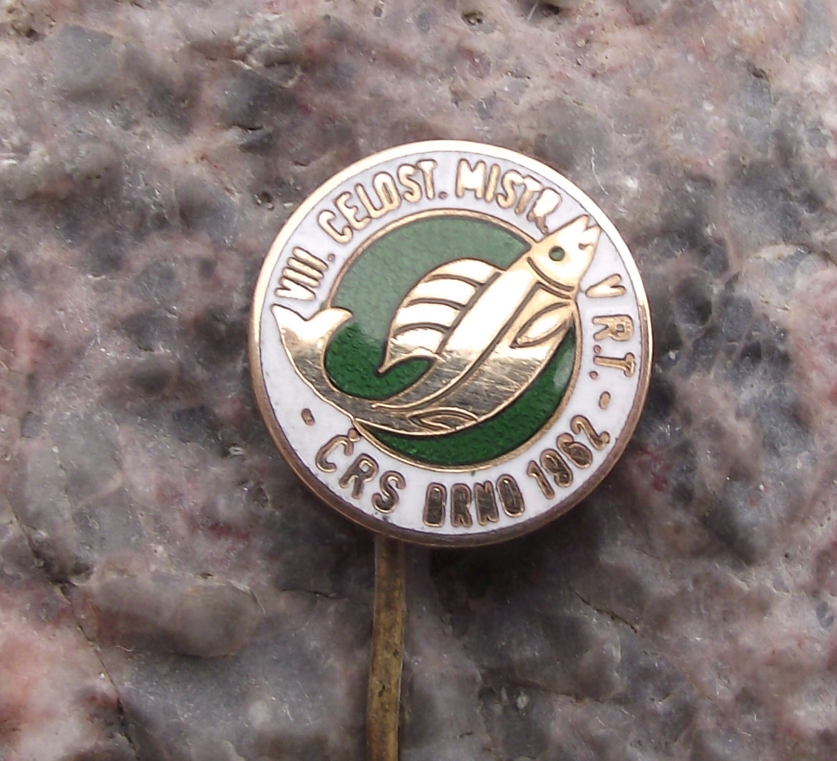 VIII. CELOST. MISTR. V R.T.
ČRS BRNO 1962